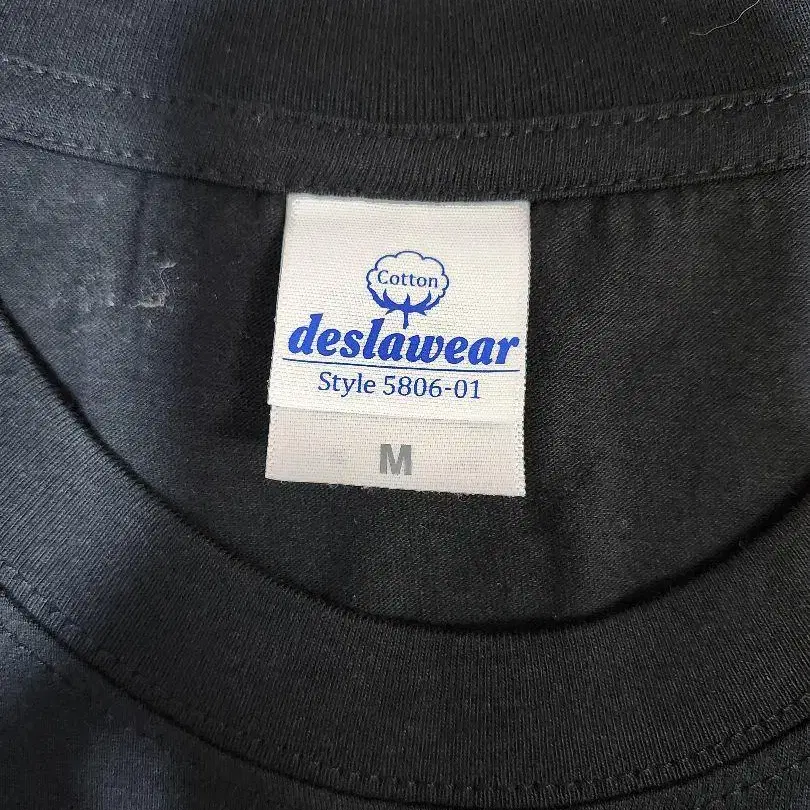 Cotton
deslawear
Style 5806-01
M